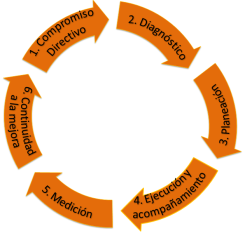 1. Compromiso
Directivo
2. Diagnóstico
3. Planeación
4. Ejecución y
acompañamiento
5. Medición
6. Continuidad
a la mejora